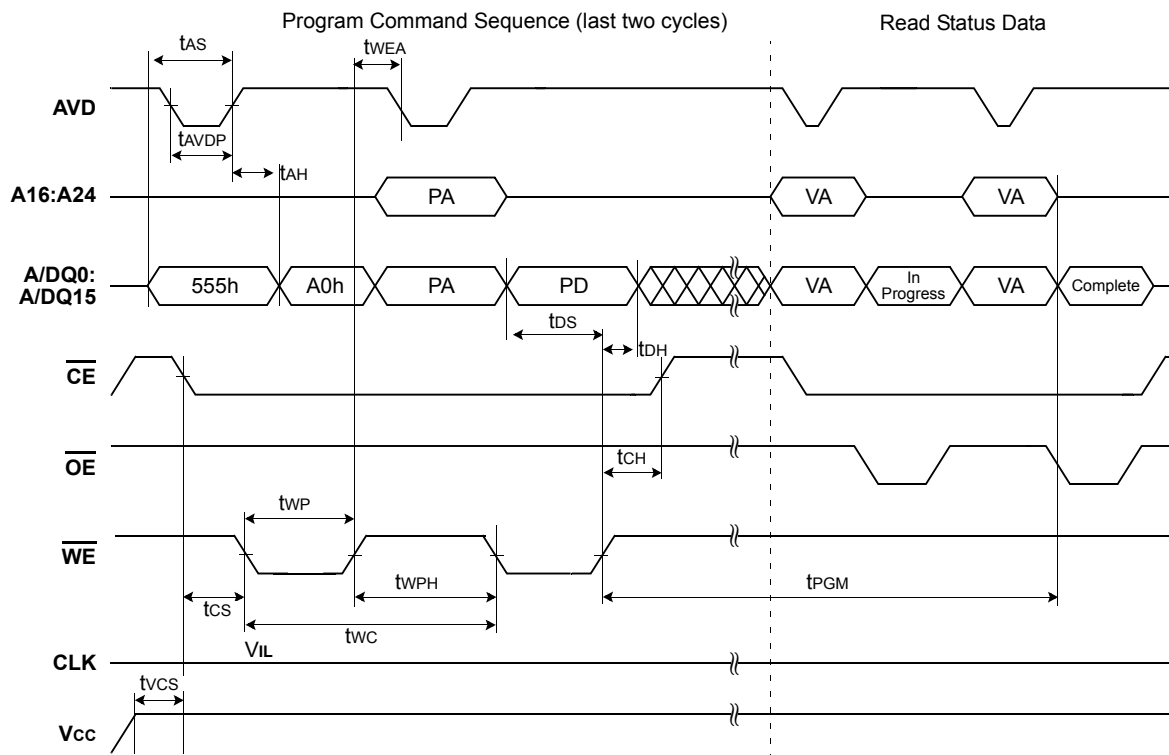 Program Command Sequence (last two cycles) Read Status Data
tAS tWEA
AVD
tAVDP
tAH
A16:A24 PA VA VA
A/DQ0:
A/DQ15 555h A0h PA PD VA In Progress VA Complete
tDS
tDH
CE
OE
tCH
tWP
WE
tWPH tPGM
tCS
tWC
VIL
CLK
tVCS
VCC